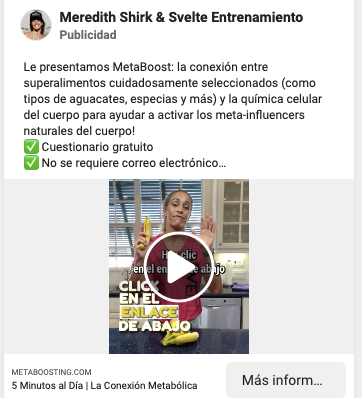 Meredith Shirk & Svelte Entrenamiento
Publicidad
Le presentamos MetaBoost: la conexión entre
superalimentos cuidadosamente seleccionados (como
tipos de aguacates, especias y más) y la química celular
del cuerpo para ayudar a activar los meta-influencers
naturales del cuerpo!
✅ Cuestionario gratuito
✅ No se requiere correo electrónico...
clic
en el en abajo
CLICK
EN EL
ENLACE
DE ABAJO
METABOOSTING.COM
5 Minutos al Día | La Conexión Metabólica
Más inform...